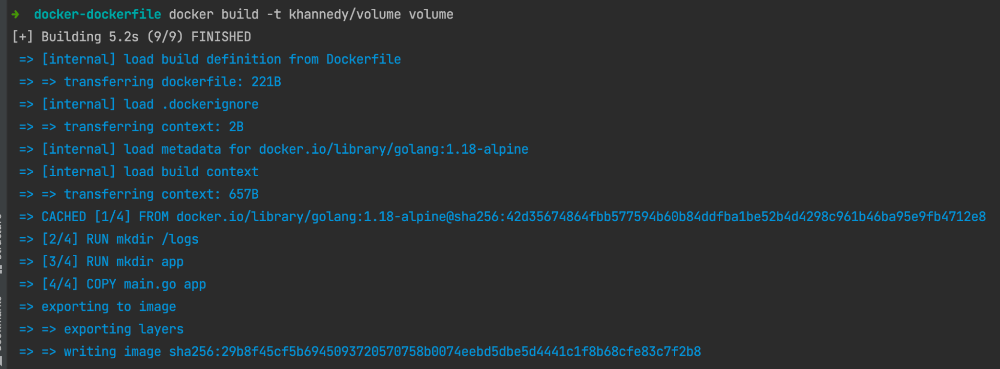 ➜ docker-dockerfile docker build -t khannedy/volume volume
[+] Building 5.2s (9/9) FINISHED
=> [internal] load build definition from Dockerfile
=> => transferring dockerfile: 221B
=> [internal] load .dockerignore
=> => transferring context: 2B
=> [internal] load metadata for docker.io/library/golang:1.18-alpine
=> [internal] load build context
=> => transferring context: 657B
=> CACHED [1/4] FROM docker.io/library/golang:1.18-alpine@sha256:42d35674864fbb577594b60b84ddfba1be52b4d4298c961b46ba95e9fb4712e8
=> [2/4] RUN mkdir /logs
=> [3/4] RUN mkdir app
=> [4/4] COPY main.go app
=> exporting to image
=> => exporting layers
=> => writing image sha256:29b8f45cf5b6945093720570758b0074eebd5dbe5d4441c1f8b68cfe83c7f2b8